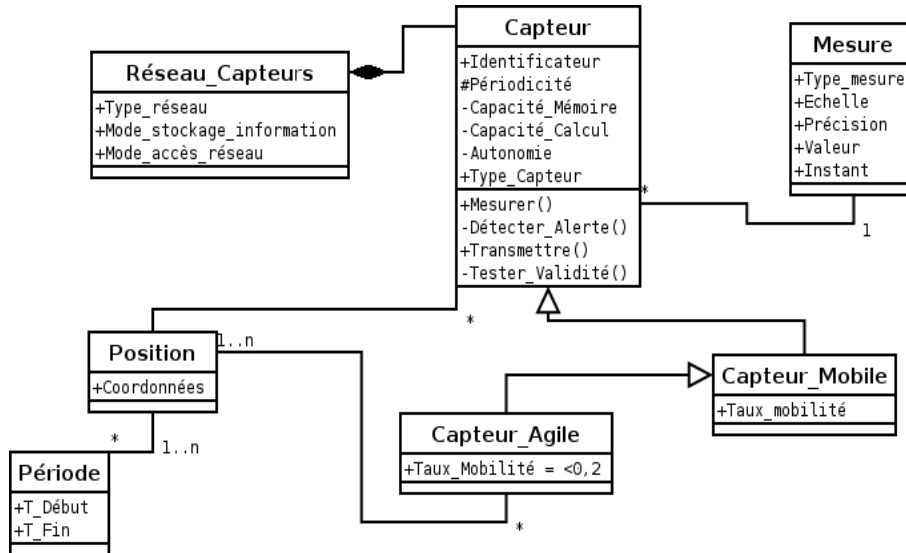 Réseau_Capteurs
+Type_réseau
+Mode_stockage_information
+Mode_accès_réseau
Capteur
+Identificateur
#Périodicité
-Capacité_Mémoire
-Capacité_Calcul
-Autonomie
+Type_Capteur
+Mesurer()
-Détecter_Alerte()
+Transmettre()
-Tester_Validité()
Mesure
+Type_mesure
+Echelle
+Précision
+Valeur
+Instant
*
1
*
1..n
Position
+Coordonnées
*
1..n
Période
+T_Début
+T_Fin
Capteur_Agile
+Taux_Mobilité = <0,2
*
Capteur_Mobile
+Taux_mobilité